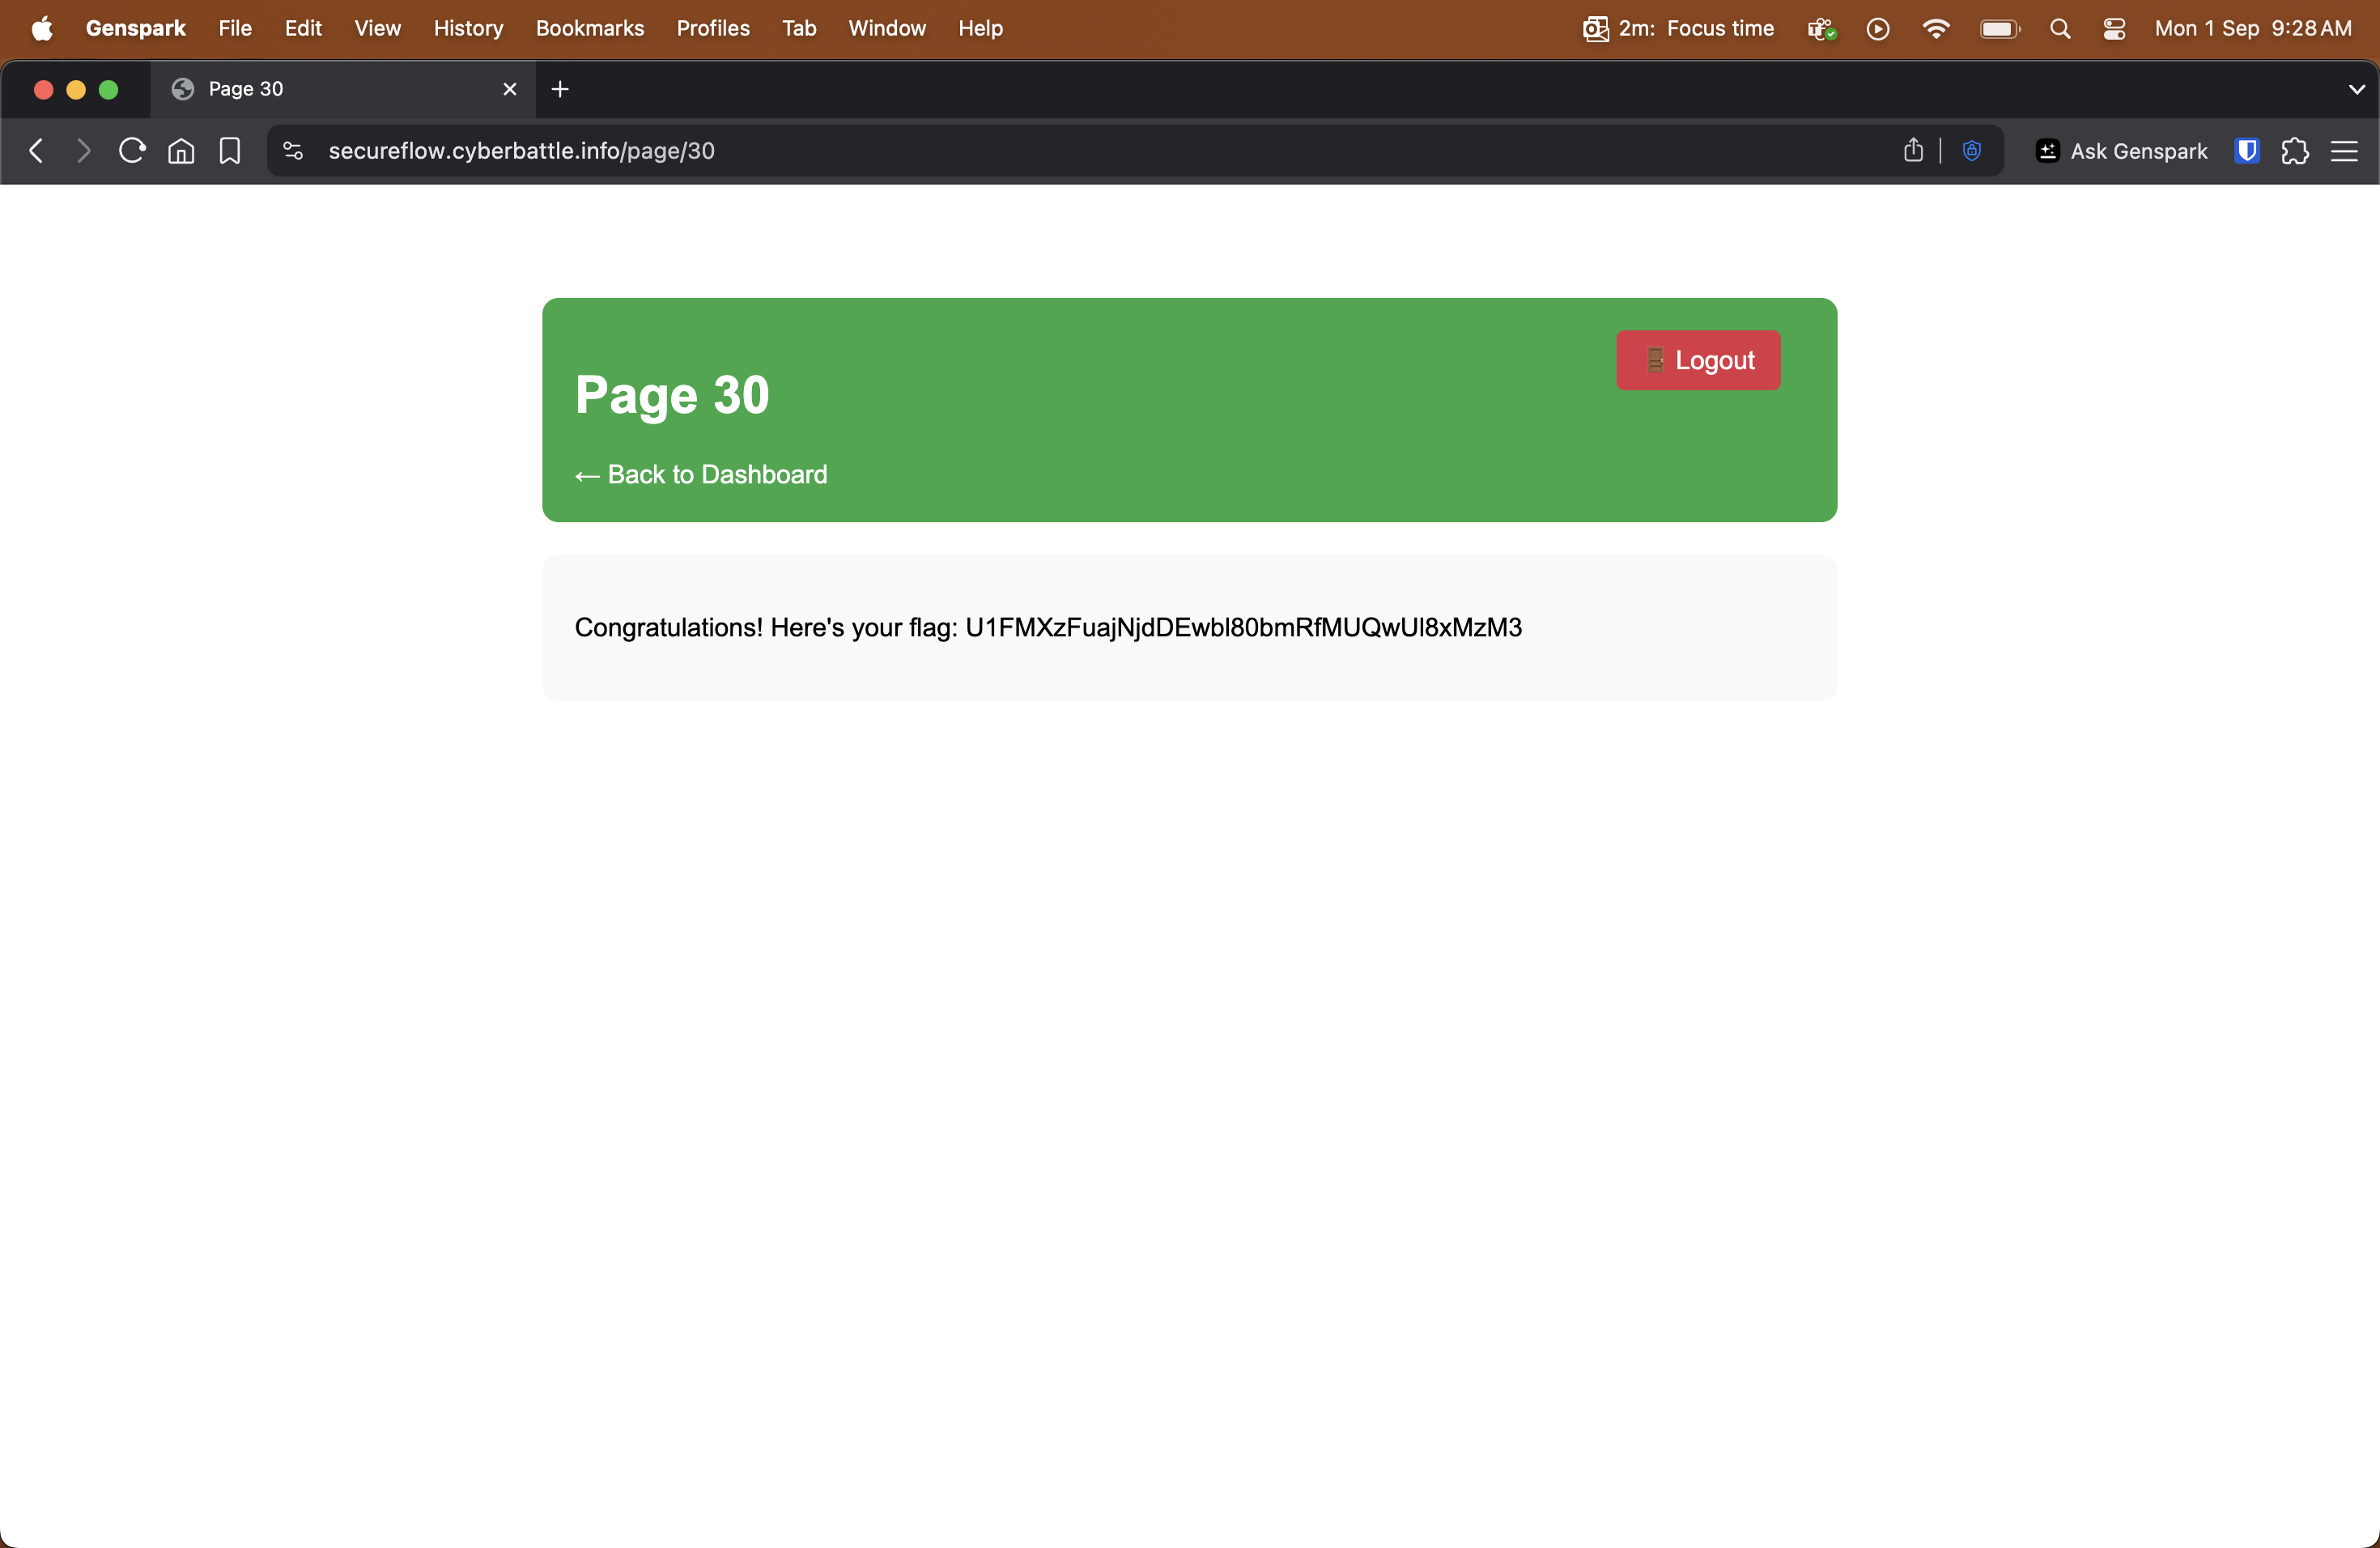 Genspark File Edit View History Bookmarks Profiles Tab Window Help 2m: Focus time Mon 1 Sep 9:28 AM
Page 30
secureflow.cyberbattle.info/page/30 Ask Genspark
Logout
Page 30
← Back to Dashboard
Congratulations! Here's your flag: U1FMXzFuajNjdDEwbl80bmRfMUQwUl8xMzM3